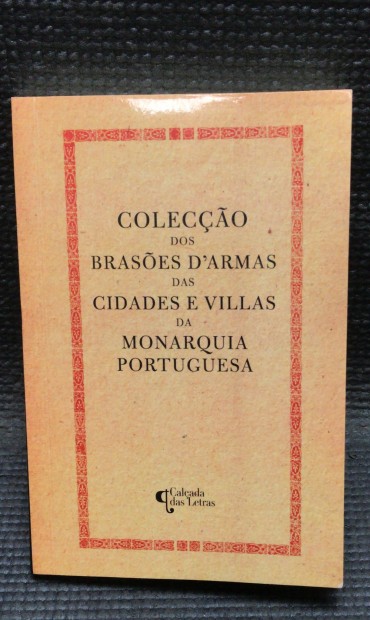 COLECÇÃO
DOS
BRASÕES D'ARMAS
DAS
CIDADES E VILLAS
DA
MONARQUIA
PORTUGUESA
Calçada
das Letras